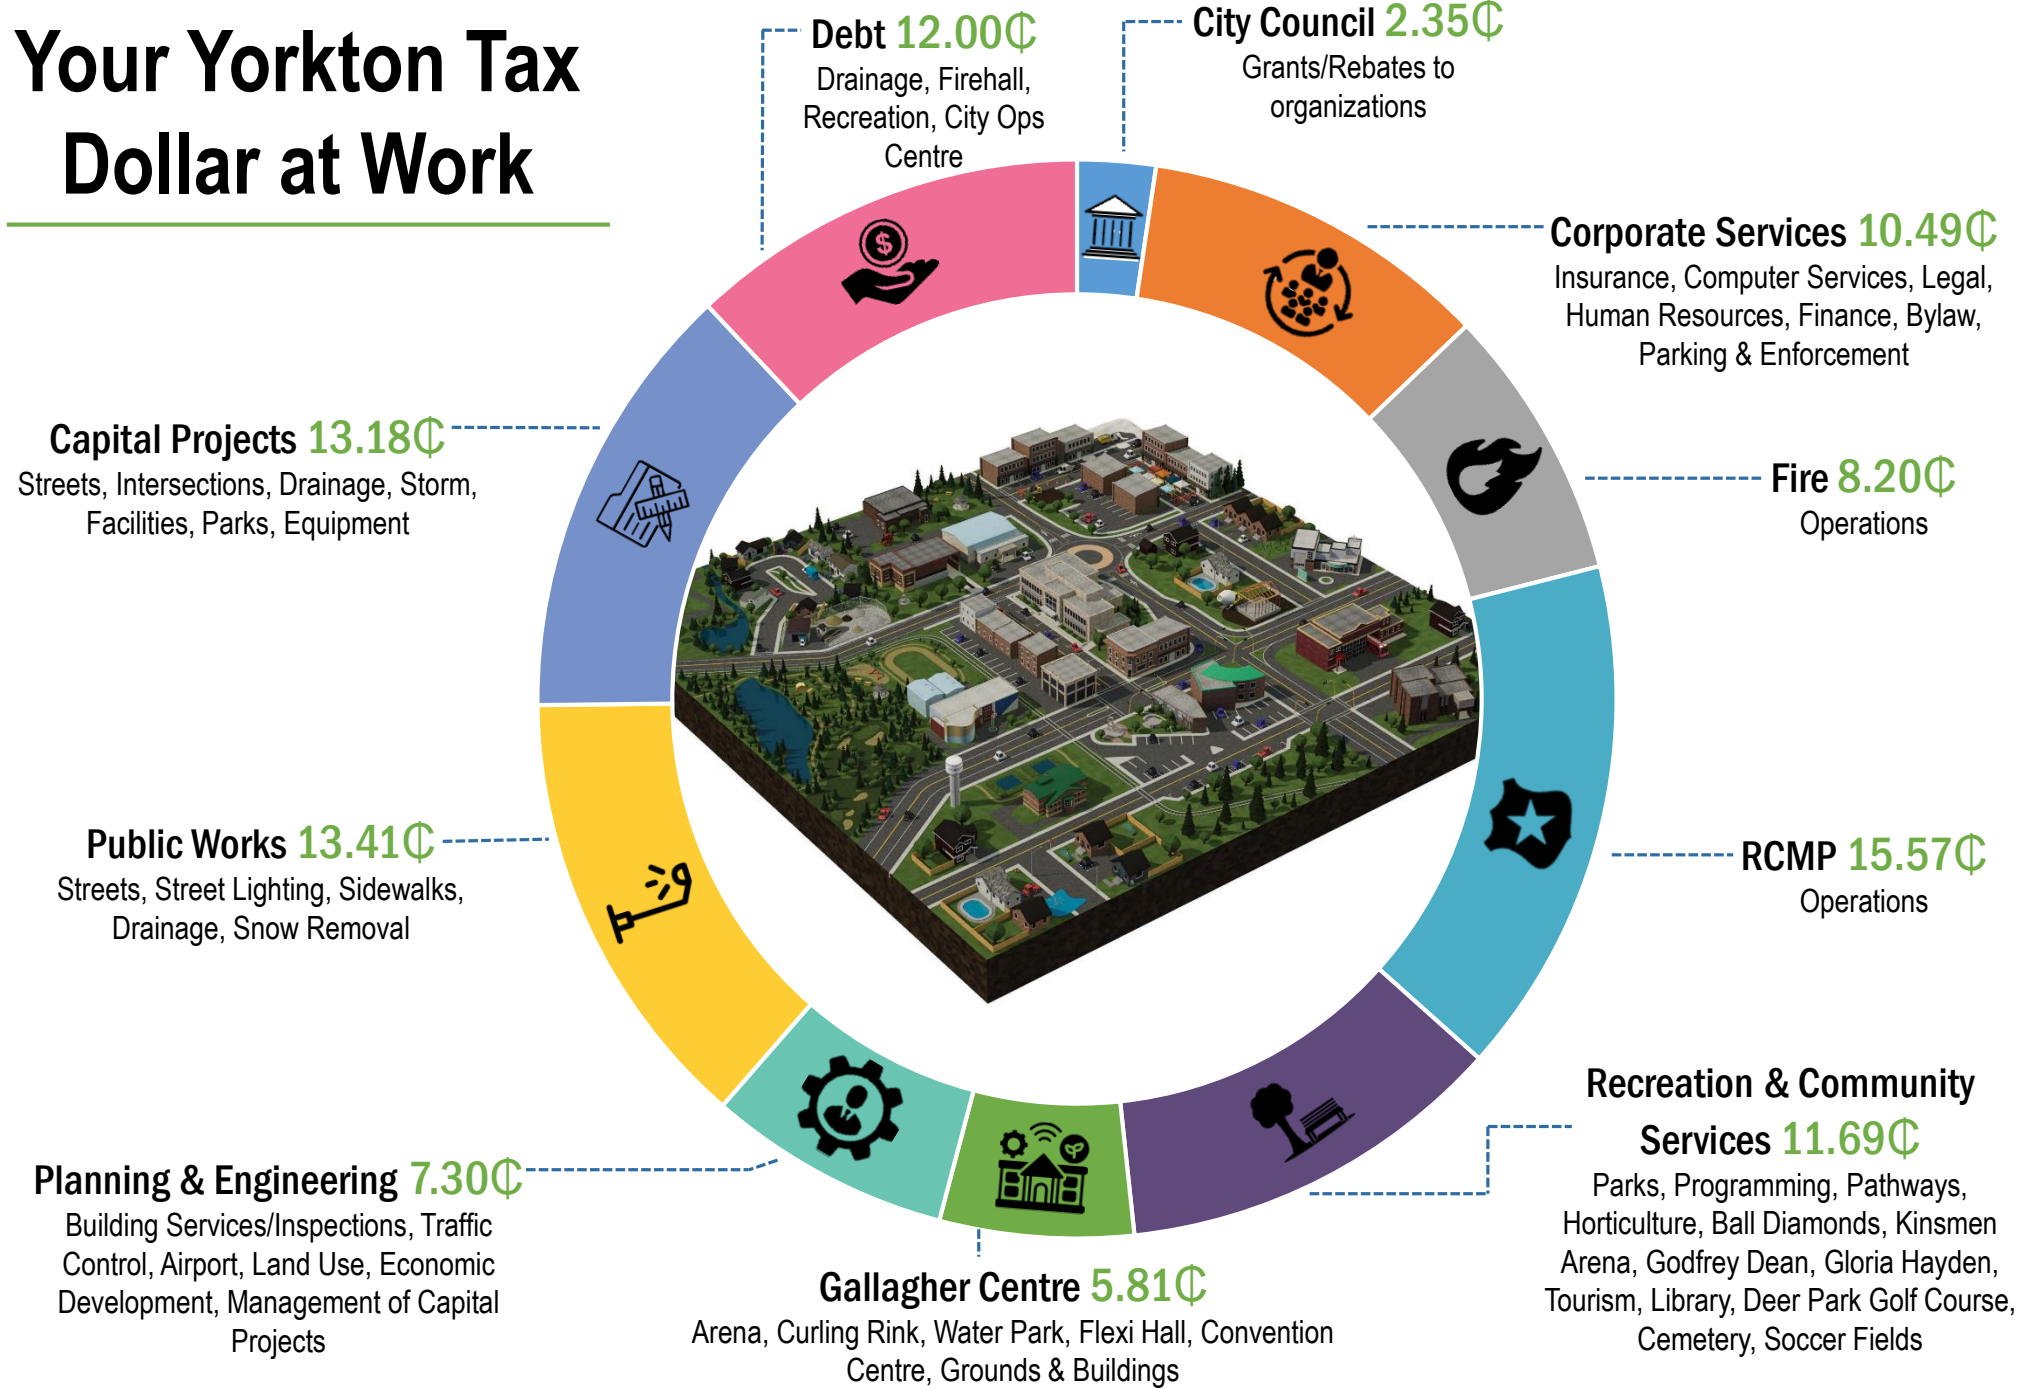 Your Yorkton Tax
Dollar at Work
Debt 12.00₵
Drainage, Firehall,
Recreation, City Ops
Centre
City Council 2.35₵
Grants/Rebates to
organizations
Corporate Services 10.49₵
Insurance, Computer Services, Legal,
Human Resources, Finance, Bylaw,
Parking & Enforcement
Fire 8.20₵
Operations
RCMP 15.57₵
Operations
Recreation & Community
Services 11.69₵
Parks, Programming, Pathways,
Horticulture, Ball Diamonds, Kinsmen
Arena, Godfrey Dean, Gloria Hayden,
Tourism, Library, Deer Park Golf Course,
Cemetery, Soccer Fields
Gallagher Centre 5.81₵
Arena, Curling Rink, Water Park, Flexi Hall, Convention
Centre, Grounds & Buildings
Planning & Engineering 7.30₵
Building Services/Inspections, Traffic
Control, Airport, Land Use, Economic
Development, Management of Capital
Projects
Public Works 13.41₵
Streets, Street Lighting, Sidewalks,
Drainage, Snow Removal
Capital Projects 13.18₵
Streets, Intersections, Drainage, Storm,
Facilities, Parks, Equipment
$